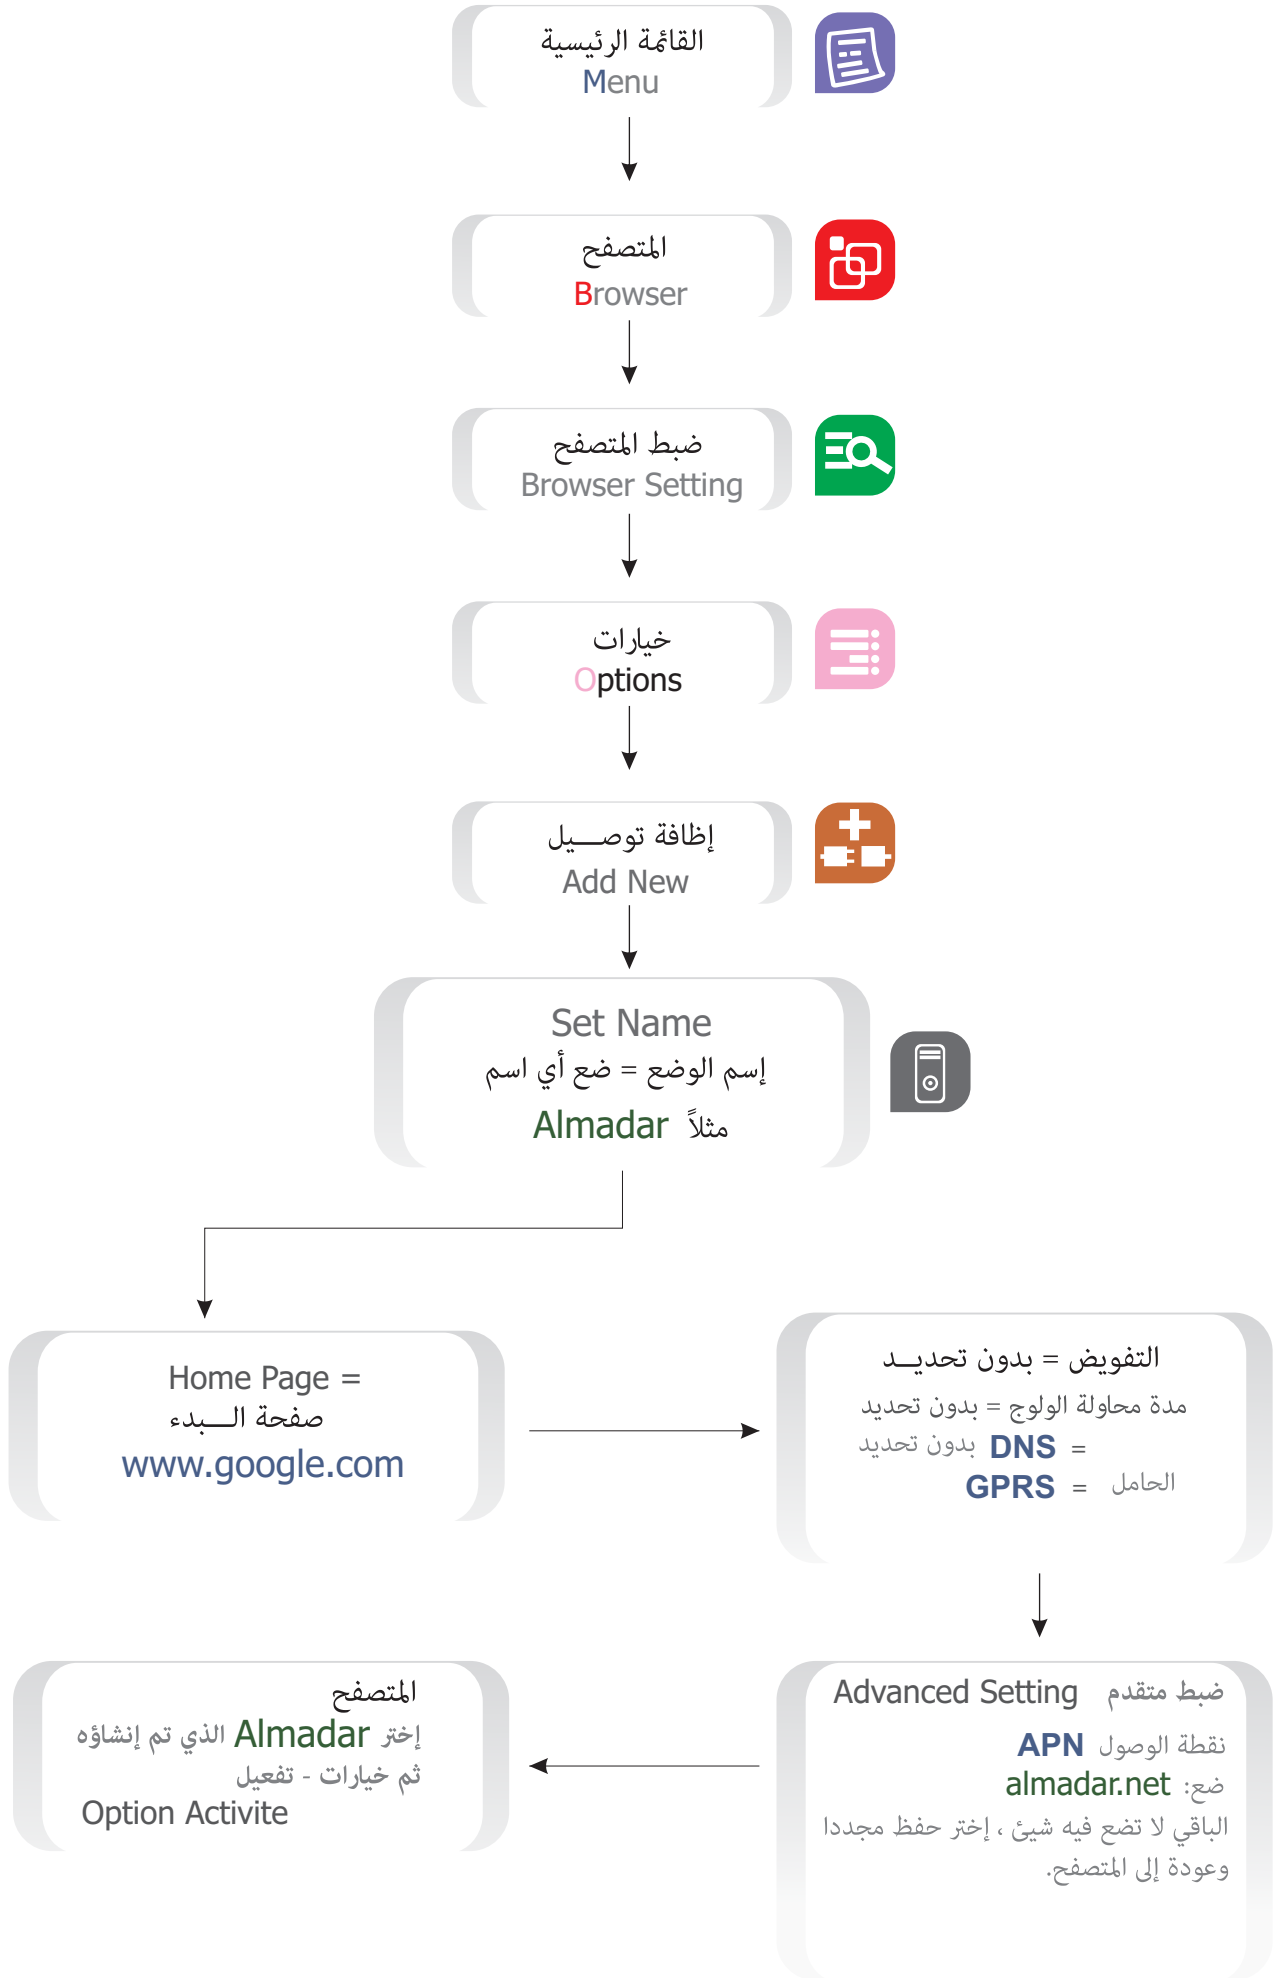 القائمة الرئيسية
Menu
المتصفح
Browser
ضبط المتصفح
Browser Setting
خيارات
Options
إظافة توصـــيل
Add New
Set Name
إسم الوضع = ضع أي اسم
مثلاً Almadar
Home Page =
صفحة الـــبدء
www.google.com
التفويض = بدون تحديــد
مدة محاولة الولوج = بدون تحديد
= DNS بدون تحديد
الحامل = GPRS
ضبط متقدم Advanced Setting
نقطة الوصول APN
ضع: almadar.net
الباقي لا تضع فيه شيئ ، إختر حفظ مجددا
وعودة إلى المتصفح.
المتصفح
إختر Almadar الذي تم إنشاؤه
ثم خيارات - تفعيل
Option Activite